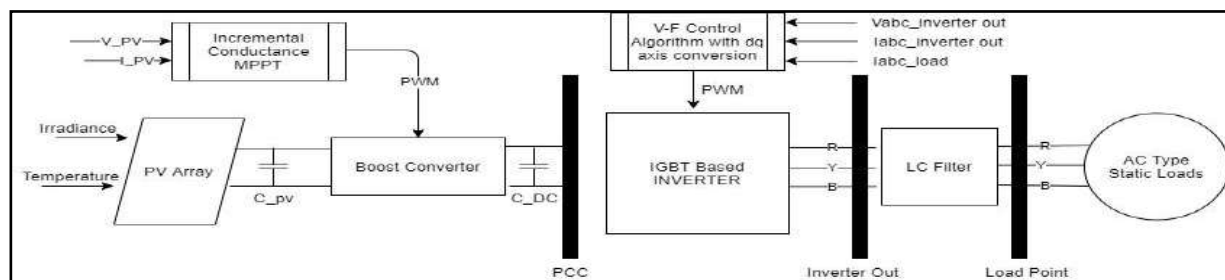 V_PV
I_PV
Incremental
Conductance
MPPT
PWM
V-F Control
Algorithm with dq
axis conversion
Vabc_inverter out
Iabc_inverter out
Iabc_load
PWM
Irradiance
Temperature
PV Array
C_pv
Boost Converter
C_DC
PCC
IGBT Based
INVERTER
R
Y
B
Inverter Out
LC Filter
Load Point
R
Y
B
AC Type
Static Loads